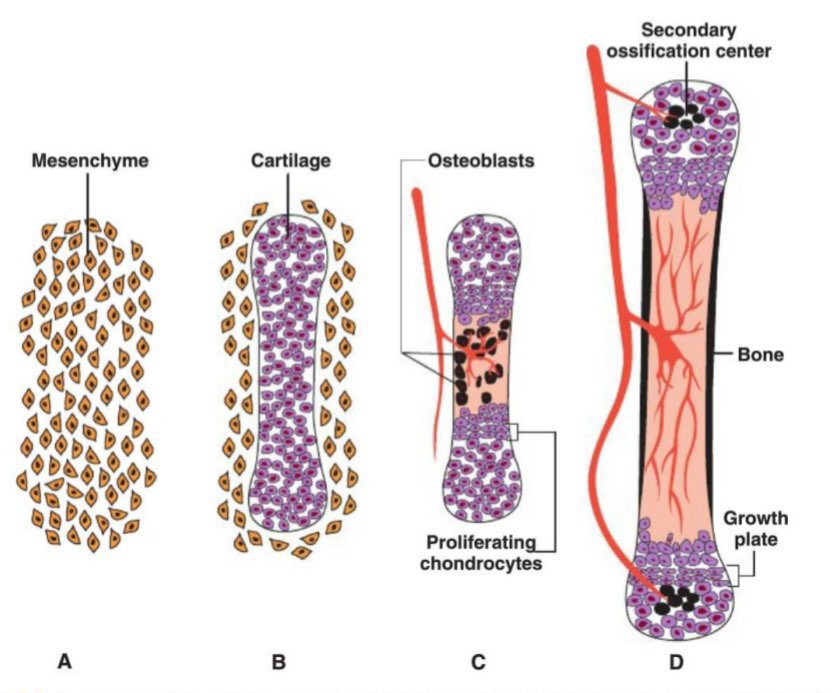 Secondary
ossification center
Mesenchyme
Cartilage
Osteoblasts
Bone
Growth
plate
Proliferating
chondrocytes
A
B
C
D